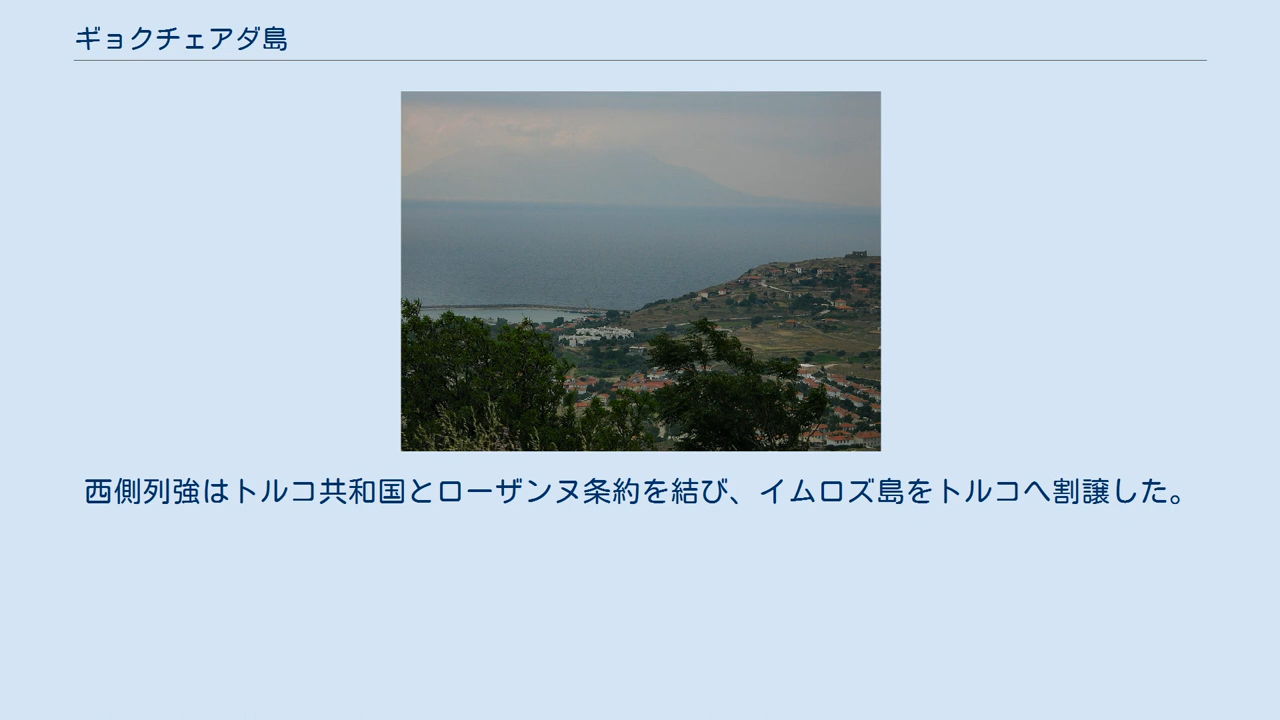 ギョクチェアダ島
西側列強はトルコ共和国とローザンヌ条約を結び、イムロズ島をトルコへ割譲した。